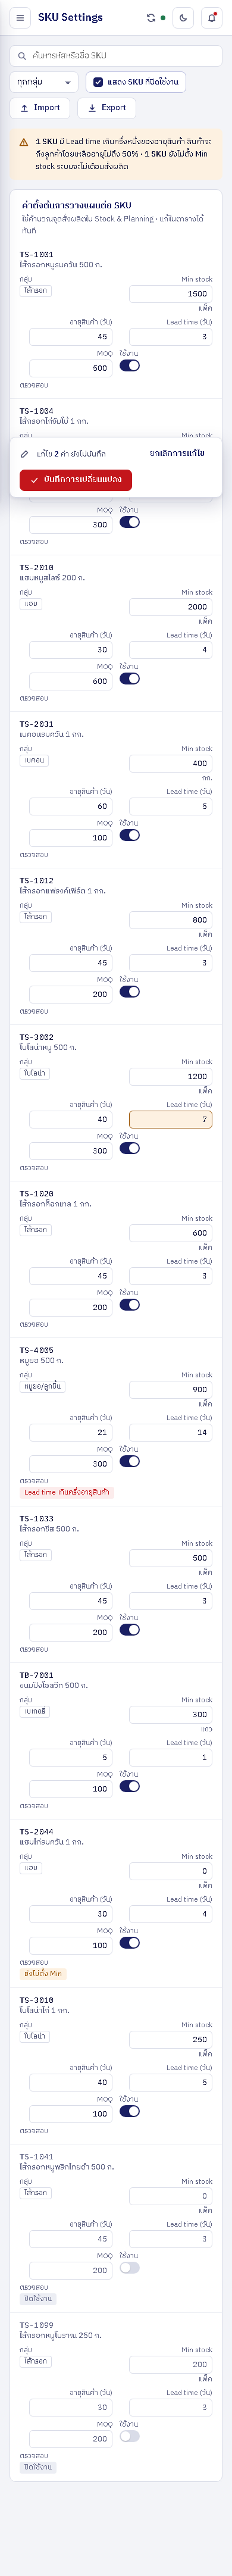 SKU Settings
ค้นหารหัสหรือชื่อ SKU
ทุกกลุ่ม
แสดง SKU ที่ปิดใช้งาน
Import
Export
1 SKU มี Lead time เกินครึ่งหนึ่งของอายุสินค้า สินค้าจะ
ถึงลูกค้าโดยเหลืออายุไม่ถึง 50% · 1 SKU ยังไม่ตั้ง Min
stock ระบบจะไม่เตือนสั่งผลิต
ค่าตั้งต้นการวางแผนต่อ SKU
ใช้คำนวณจุดสั่งผลิตใน Stock & Planning · แก้ในตารางได้
ทันที
TS-1001
ไส้กรอกหมูรมควัน 500 ก.
กลุ่ม Min stock
ไส้กรอก 1500
แพ็ค
อายุสินค้า (วัน) Lead time (วัน)
45 3
MOQ ใช้งาน
500
ตรวจสอบ
TS-1004
ไส้กรอกไก่จัมโบ้ 1 กก.
กลุ่ม Min stock
แก้ไข 2 ค่า ยังไม่บันทึก
ยกเลิกการแก้ไข
บันทึกการเปลี่ยนแปลง
MOQ ใช้งาน
300
ตรวจสอบ
TS-2010
แฮมหมูสไลซ์ 200 ก.
กลุ่ม Min stock
แฮม 2000
แพ็ค
อายุสินค้า (วัน) Lead time (วัน)
30 4
MOQ ใช้งาน
600
ตรวจสอบ
TS-2031
เบคอนรมควัน 1 กก.
กลุ่ม Min stock
เบคอน 400
กก.
อายุสินค้า (วัน) Lead time (วัน)
60 5
MOQ ใช้งาน
100
ตรวจสอบ
TS-1012
ไส้กรอกแฟรงค์เฟิร์ต 1 กก.
กลุ่ม Min stock
ไส้กรอก 800
แพ็ค
อายุสินค้า (วัน) Lead time (วัน)
45 3
MOQ ใช้งาน
200
ตรวจสอบ
TS-3002
โบโลน่าหมู 500 ก.
กลุ่ม Min stock
โบโลน่า 1200
แพ็ค
อายุสินค้า (วัน) Lead time (วัน)
40 7
MOQ ใช้งาน
300
ตรวจสอบ
TS-1020
ไส้กรอกค็อกเทล 1 กก.
กลุ่ม Min stock
ไส้กรอก 600
แพ็ค
อายุสินค้า (วัน) Lead time (วัน)
45 3
MOQ ใช้งาน
200
ตรวจสอบ
TS-4005
หมูยอ 500 ก.
กลุ่ม Min stock
หมูยอ/ลูกชิ้น 900
แพ็ค
อายุสินค้า (วัน) Lead time (วัน)
21 14
MOQ ใช้งาน
300
ตรวจสอบ
Lead time เกินครึ่งอายุสินค้า
TS-1033
ไส้กรอกชีส 500 ก.
กลุ่ม Min stock
ไส้กรอก 500
แพ็ค
อายุสินค้า (วัน) Lead time (วัน)
45 3
MOQ ใช้งาน
200
ตรวจสอบ
TB-7001
ขนมปังโฮลวีท 500 ก.
กลุ่ม Min stock
เบเกอรี่ 300
แถว
อายุสินค้า (วัน) Lead time (วัน)
5 1
MOQ ใช้งาน
100
ตรวจสอบ
TS-2044
แฮมไก่รมควัน 1 กก.
กลุ่ม Min stock
แฮม 0
แพ็ค
อายุสินค้า (วัน) Lead time (วัน)
30 4
MOQ ใช้งาน
100
ตรวจสอบ
ยังไม่ตั้ง Min
TS-3010
โบโลน่าไก่ 1 กก.
กลุ่ม Min stock
โบโลน่า 250
แพ็ค
อายุสินค้า (วัน) Lead time (วัน)
40 5
MOQ ใช้งาน
100
ตรวจสอบ
TS-1041
ไส้กรอกหมูพริกไทยดำ 500 ก.
กลุ่ม Min stock
ไส้กรอก 0
แพ็ค
อายุสินค้า (วัน) Lead time (วัน)
45 3
MOQ ใช้งาน
200
ตรวจสอบ
ปิดใช้งาน
TS-1099
ไส้กรอกหมูโบราณ 250 ก.
กลุ่ม Min stock
ไส้กรอก 200
แพ็ค
อายุสินค้า (วัน) Lead time (วัน)
30 3
MOQ ใช้งาน
200
ตรวจสอบ
ปิดใช้งาน